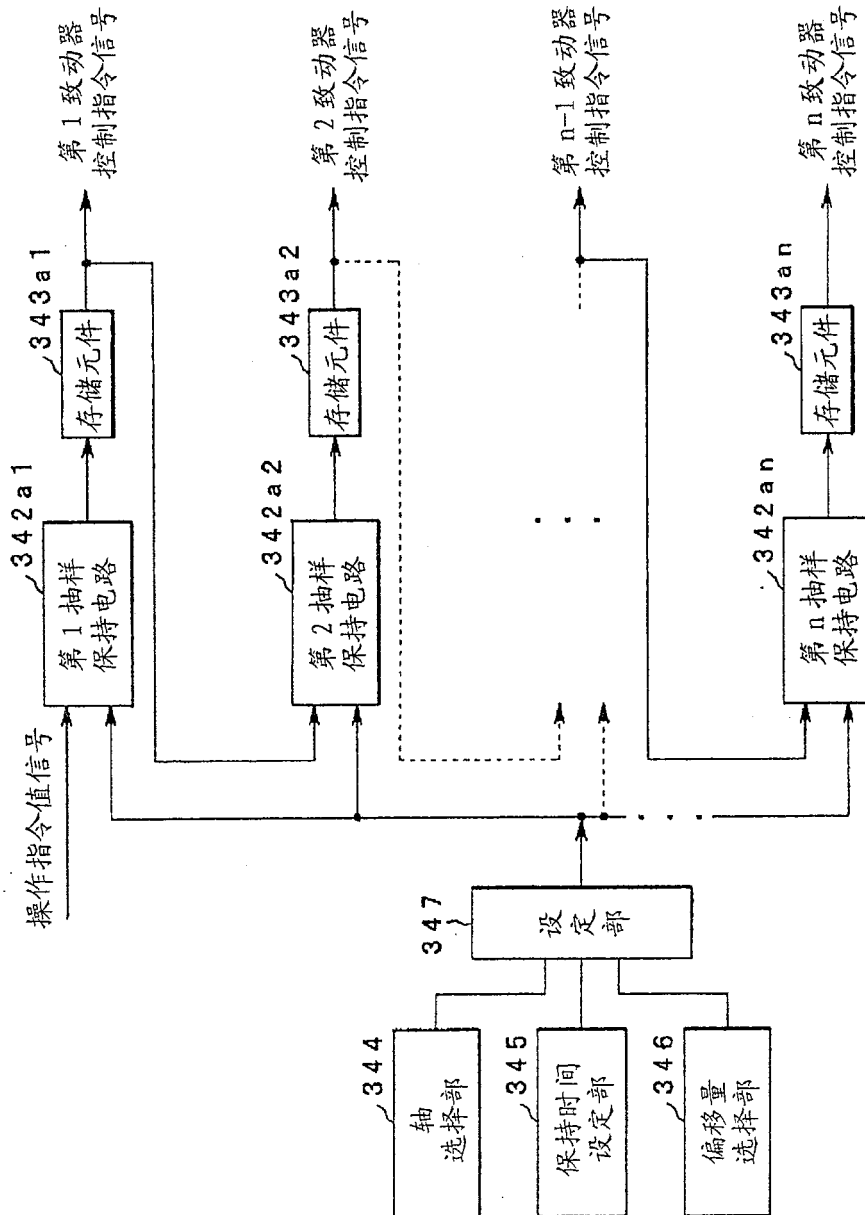 操作指令值信号
342a1
第1抽样
保持电路
343a1
存储元件
第1致动器
控制指令信号
342a2
第2抽样
保持电路
343a2
存储元件
第2致动器
控制指令信号
第n-1致动器
控制指令信号
342an
第n抽样
保持电路
343an
存储元件
第n致动器
控制指令信号
347
设定部
344
轴
选择部
345
保持时间
设定部
346
偏移量
选择部